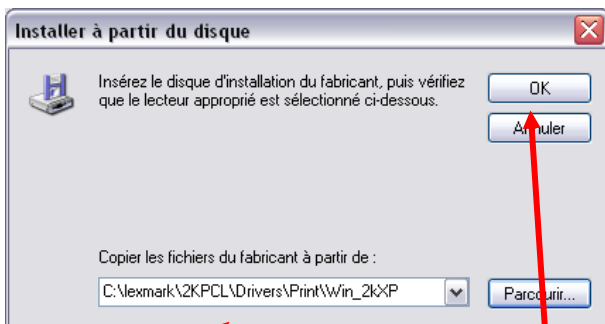 Installer à partir du disque
Insérez le disque d'installation du fabricant, puis vérifiez
que le lecteur approprié est sélectionné ci-dessous.
OK
Annuler
Copier les fichiers du fabricant à partir de :
C:\lexmark\2KPCL\Drivers\Print\Win_2kXP
Parcourir...